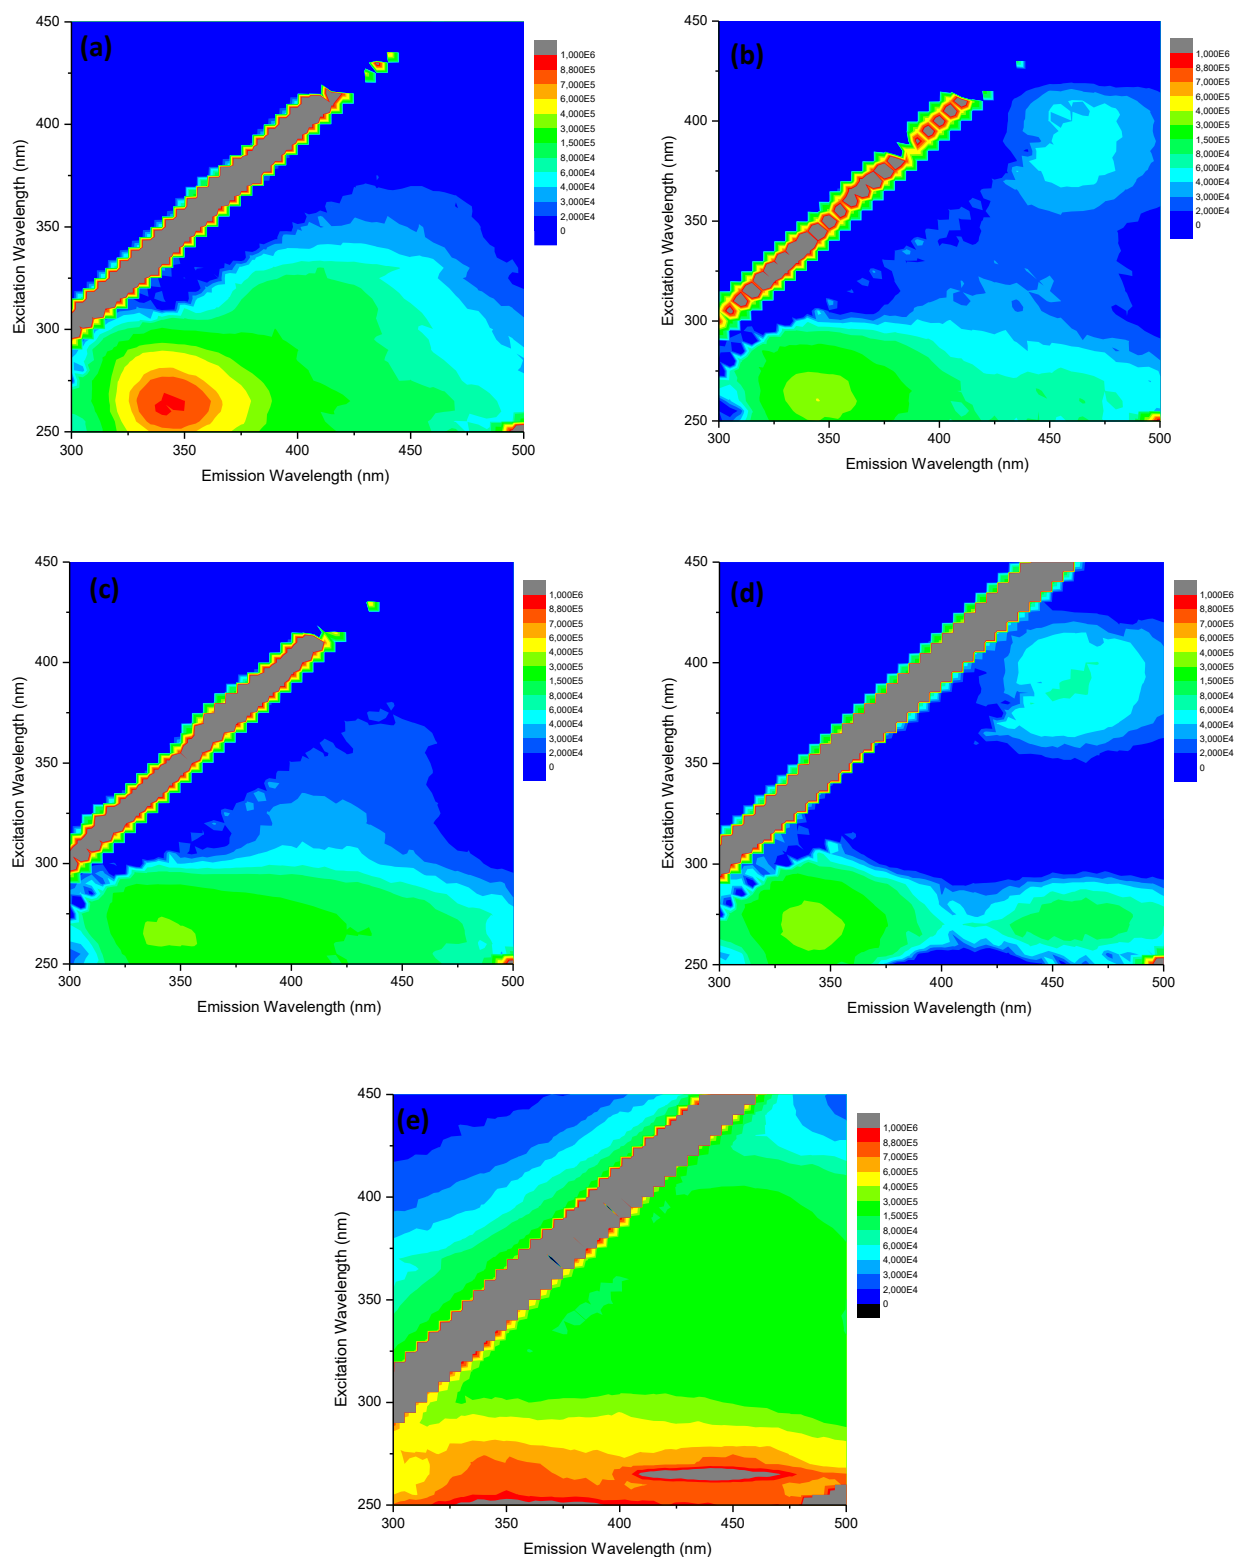 (a)
450
400
350
300
250
300
350
400
450
500
Excitation Wavelength (nm)
Emission Wavelength (nm)
1,000E6
8,800E5
7,000E5
6,000E5
4,000E5
3,000E5
1,500E5
8,000E4
6,000E4
4,000E4
3,000E4
2,000E4
0
(b)
450
400
350
300
250
300
350
400
450
500
Excitation Wavelength (nm)
Emission Wavelength (nm)
1,000E6
8,800E5
7,000E5
6,000E5
4,000E5
3,000E5
1,500E5
8,000E4
6,000E4
4,000E4
3,000E4
2,000E4
0
(c)
450
400
350
300
250
300
350
400
450
500
Excitation Wavelength (nm)
Emission Wavelength (nm)
1,000E6
8,800E5
7,000E5
6,000E5
4,000E5
3,000E5
1,500E5
8,000E4
6,000E4
4,000E4
3,000E4
2,000E4
0
(d)
450
400
350
300
250
300
350
400
450
500
Excitation Wavelength (nm)
Emission Wavelength (nm)
1,000E6
8,800E5
7,000E5
6,000E5
4,000E5
3,000E5
1,500E5
8,000E4
6,000E4
4,000E4
3,000E4
2,000E4
0
(e)
450
400
350
300
250
300
350
400
450
500
Excitation Wavelength (nm)
Emission Wavelength (nm)
1,000E6
8,800E5
7,000E5
6,000E5
4,000E5
3,000E5
1,500E5
8,000E4
6,000E4
4,000E4
3,000E4
2,000E4
0